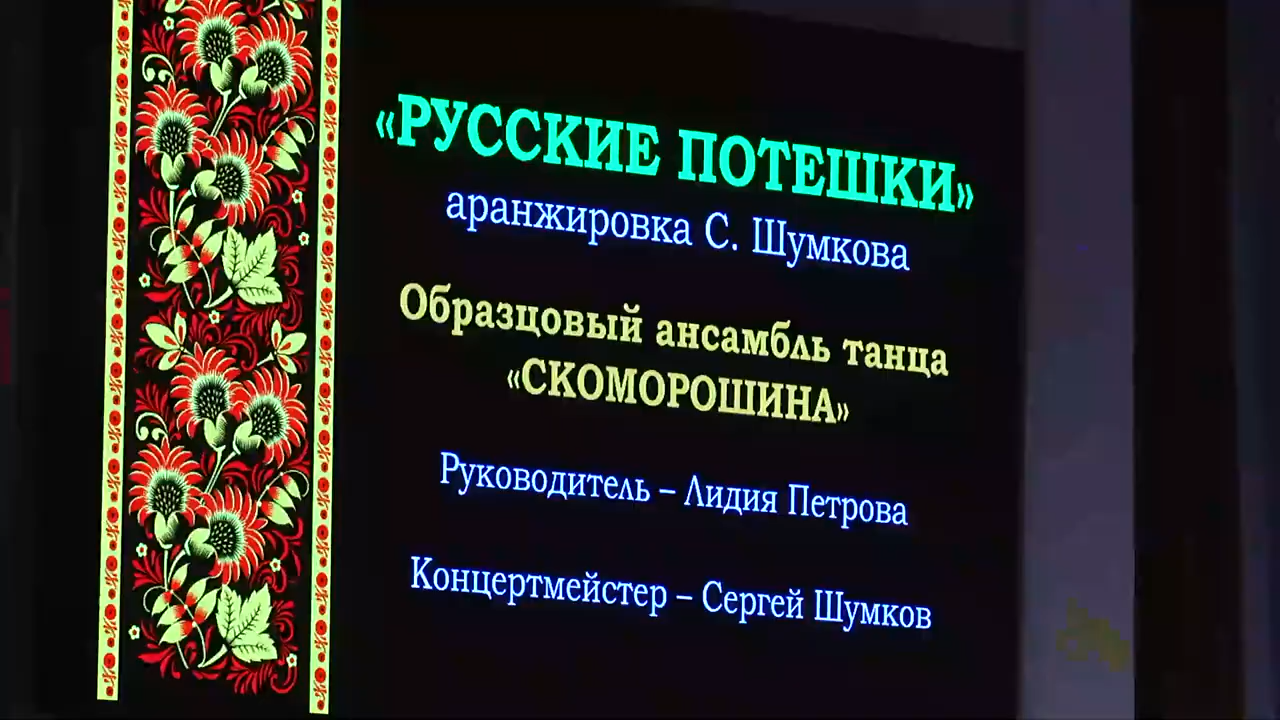 «РУССКИЕ ПОТЕШКИ»
аранжировка С. Шумкова
Образцовый ансамбль танца
«СКОМОРОШИНА»
Руководитель – Лидия Петрова
Концертмейстер – Сергей Шумков